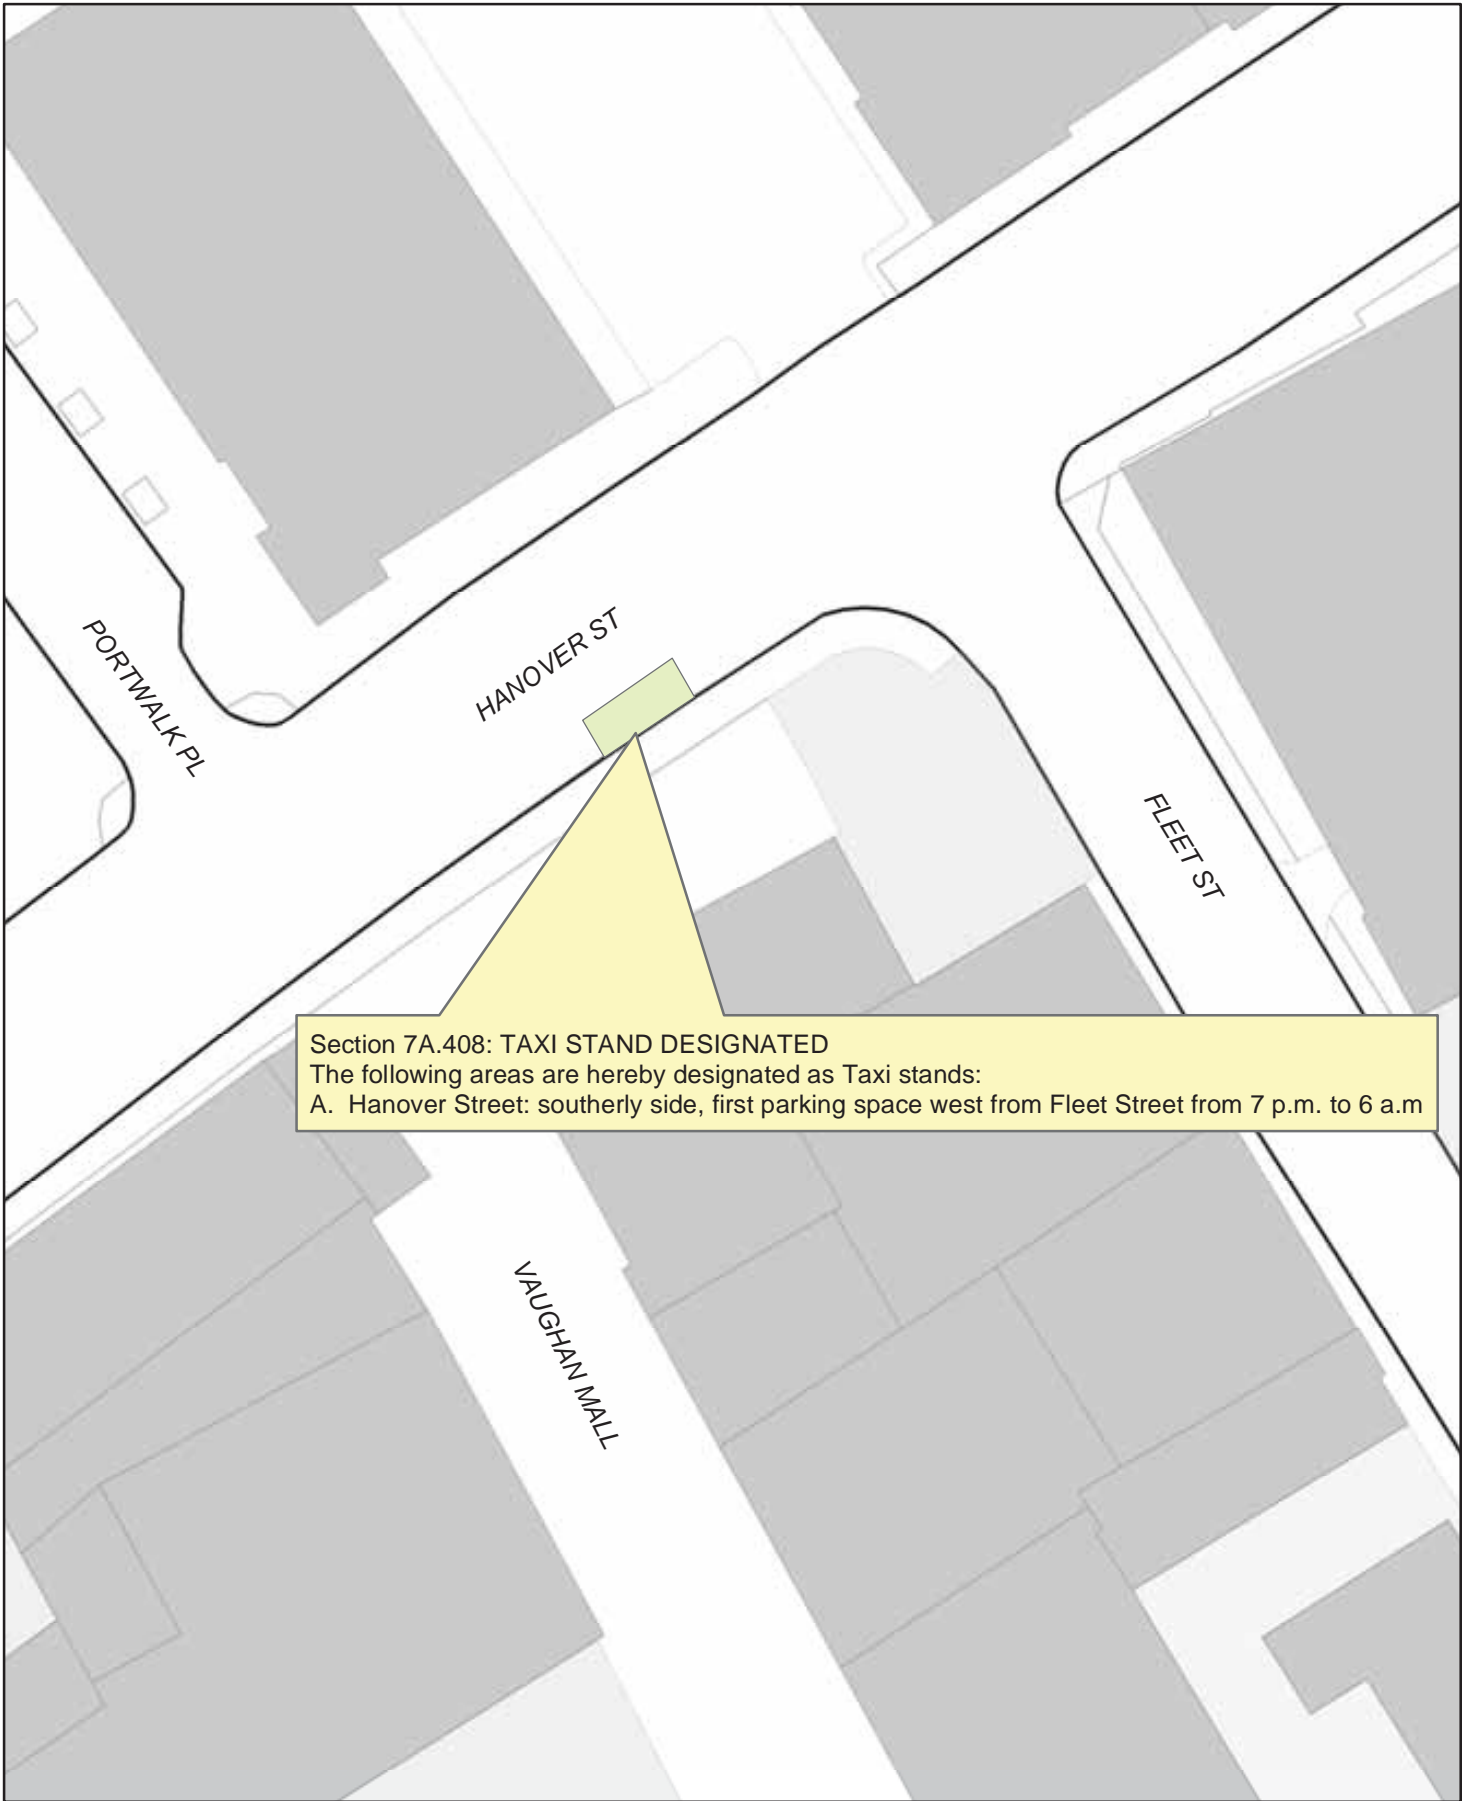 HANOVER ST
PORTWALK PL
FLEET ST
Section 7A.408: TAXI STAND DESIGNATED
The following areas are hereby designated as Taxi stands:
A. Hanover Street: southerly side, first parking space west from Fleet Street from 7 p.m. to 6 a.m
VAUGHAN MALL